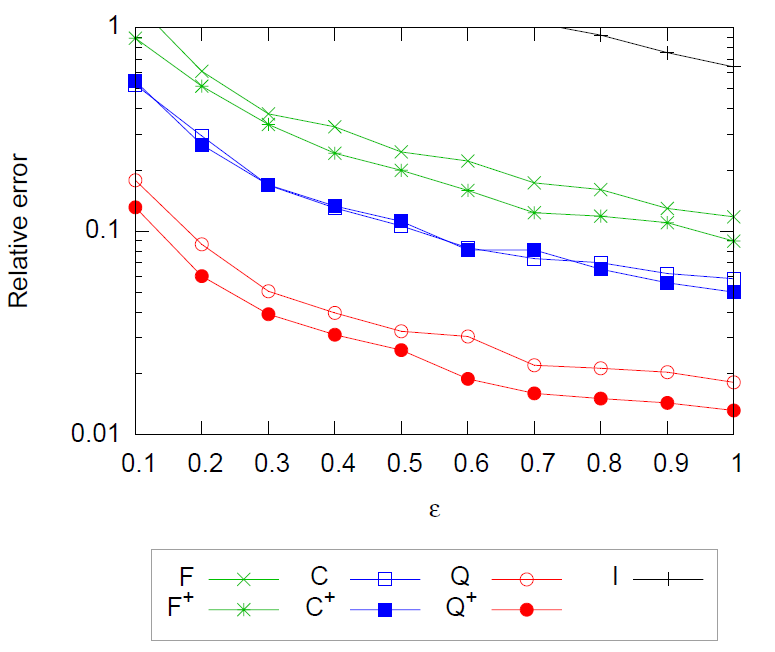 1
0.1
0.01
Relative error
0.1 0.2 0.3 0.4 0.5 0.6 0.7 0.8 0.9 1
ε
F C Q I
F+ C+ Q+